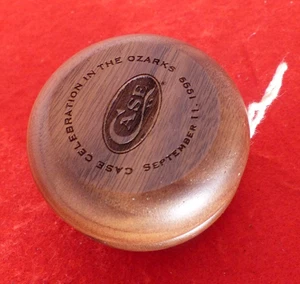 CASE CELEBRATION IN THE OZARKS
CASE
SEPTEMBER 11, 1999